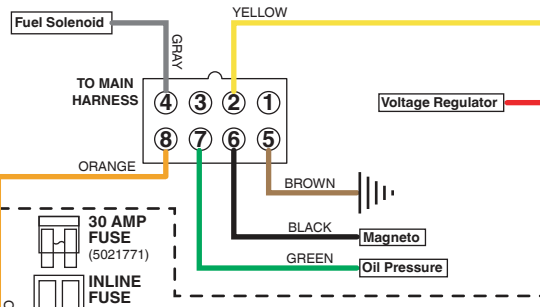 YELLOW
Fuel Solenoid
GRAY
TO MAIN
HARNESS
4 3 2 1
Voltage Regulator
8 7 6 5
ORANGE
BROWN
30 AMP
FUSE
(5021771)
BLACK
Magneto
GREEN
Oil Pressure
INLINE
FUSE